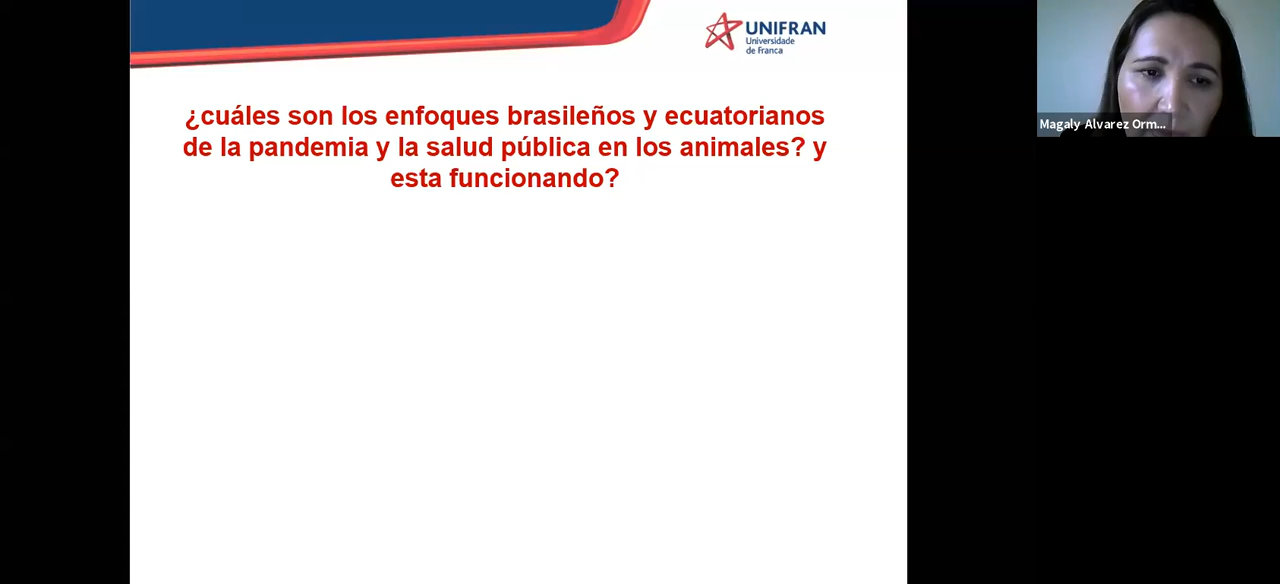 UNIFRAN
Universidade
de Franca
Magaly Alvarez Orm...
¿cuáles son los enfoques brasileños y ecuatorianos
de la pandemia y la salud pública en los animales? y
esta funcionando?